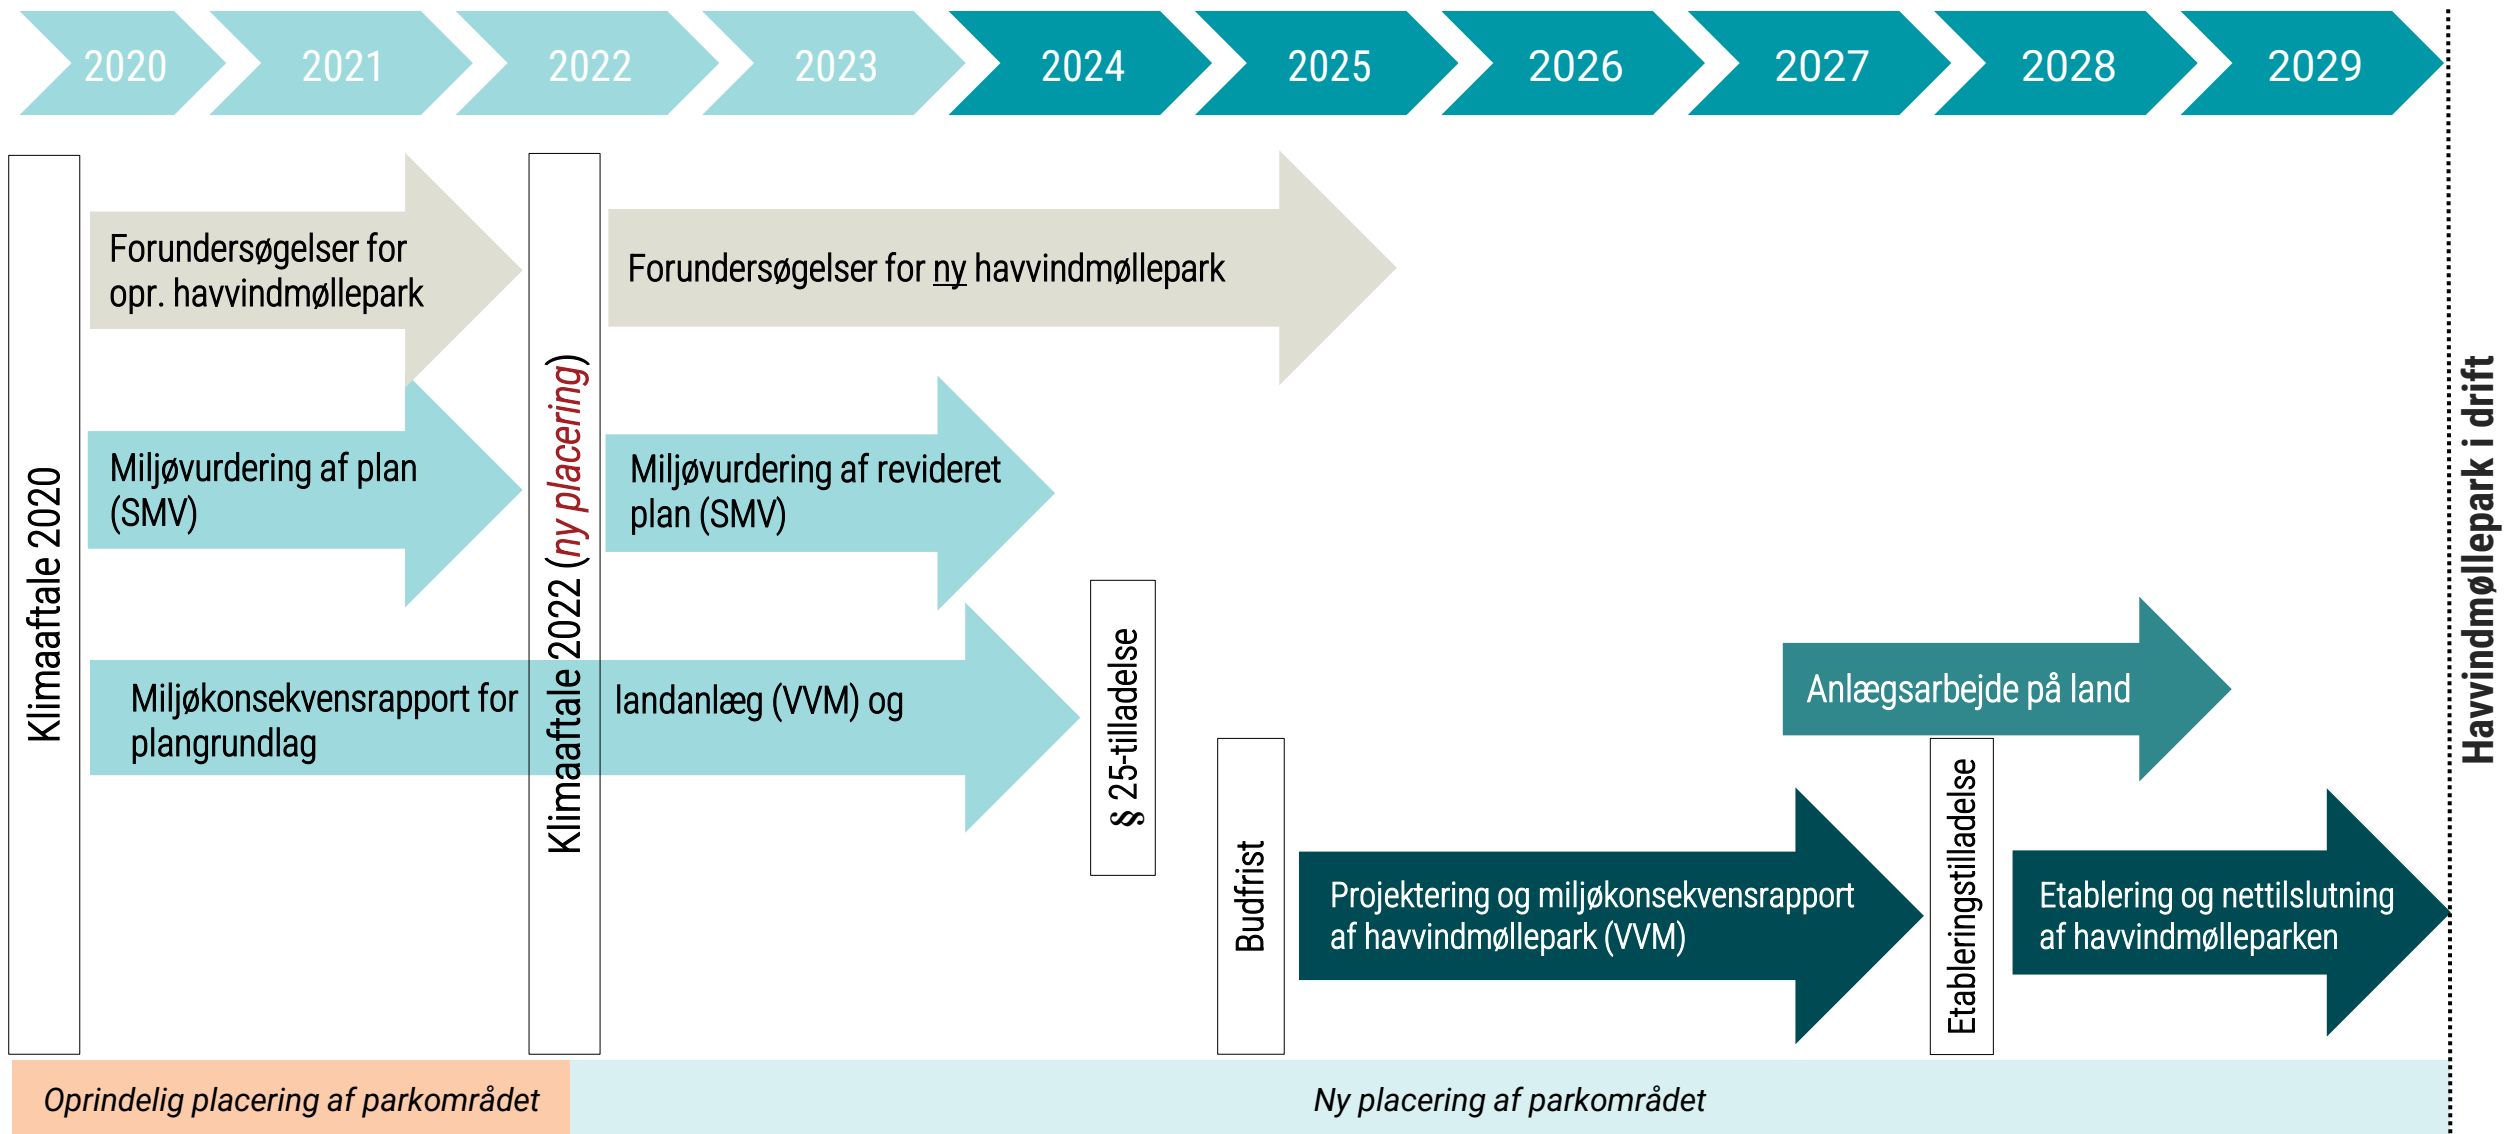 2020
2021
2022
2023
2024
2025
2026
2027
2028
2029
Klimaaftale 2020
Forundersøgelser for
opr. havvindmøllepark
Klimaaftale 2022 (ny placering)
Forundersøgelser for ny havvindmøllepark
Miljøvurdering af plan
(SMV)
Miljøvurdering af revideret
plan (SMV)
Miljøkonsekvensrapport for landanlæg (VVM) og
plangrundlag
§ 25-tilladelse
Budfrist
Anlægsarbejde på land
Projektering og miljøkonsekvensrapport
af havvindmøllepark (VVM)
Etableringstilladelse
Etablering og nettilslutning
af havvindmølleparken
Havvindmøllepark i drift
Oprindelig placering af parkområdet
Ny placering af parkområdet